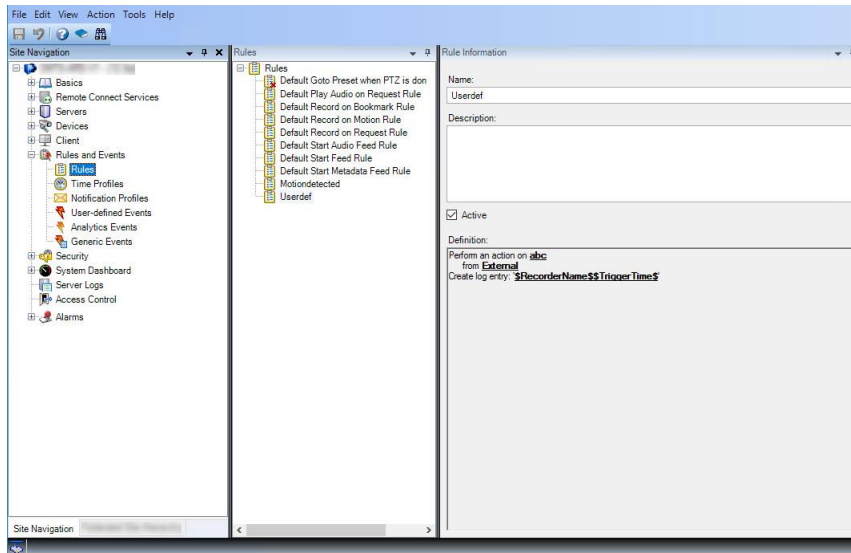 File Edit View Action Tools Help
Site Navigation
Basics
Remote Connect Services
Servers
Devices
Client
Rules and Events
Rules
Time Profiles
Notification Profiles
User-defined Events
Analytics Events
Generic Events
Security
System Dashboard
Server Logs
Access Control
Alarms
Site Navigation
Rules
Rules
Default Goto Preset when PTZ is don
Default Play Audio on Request Rule
Default Record on Bookmark Rule
Default Record on Motion Rule
Default Record on Request Rule
Default Start Audio Feed Rule
Default Start Feed Rule
Default Start Metadata Feed Rule
Motiondetected
Userdef
Rule Information
Name:
Userdef
Description:
Active
Definition:
Perform an action on abc
from External
Create log entry: '$RecorderName$$TriggerTime$'